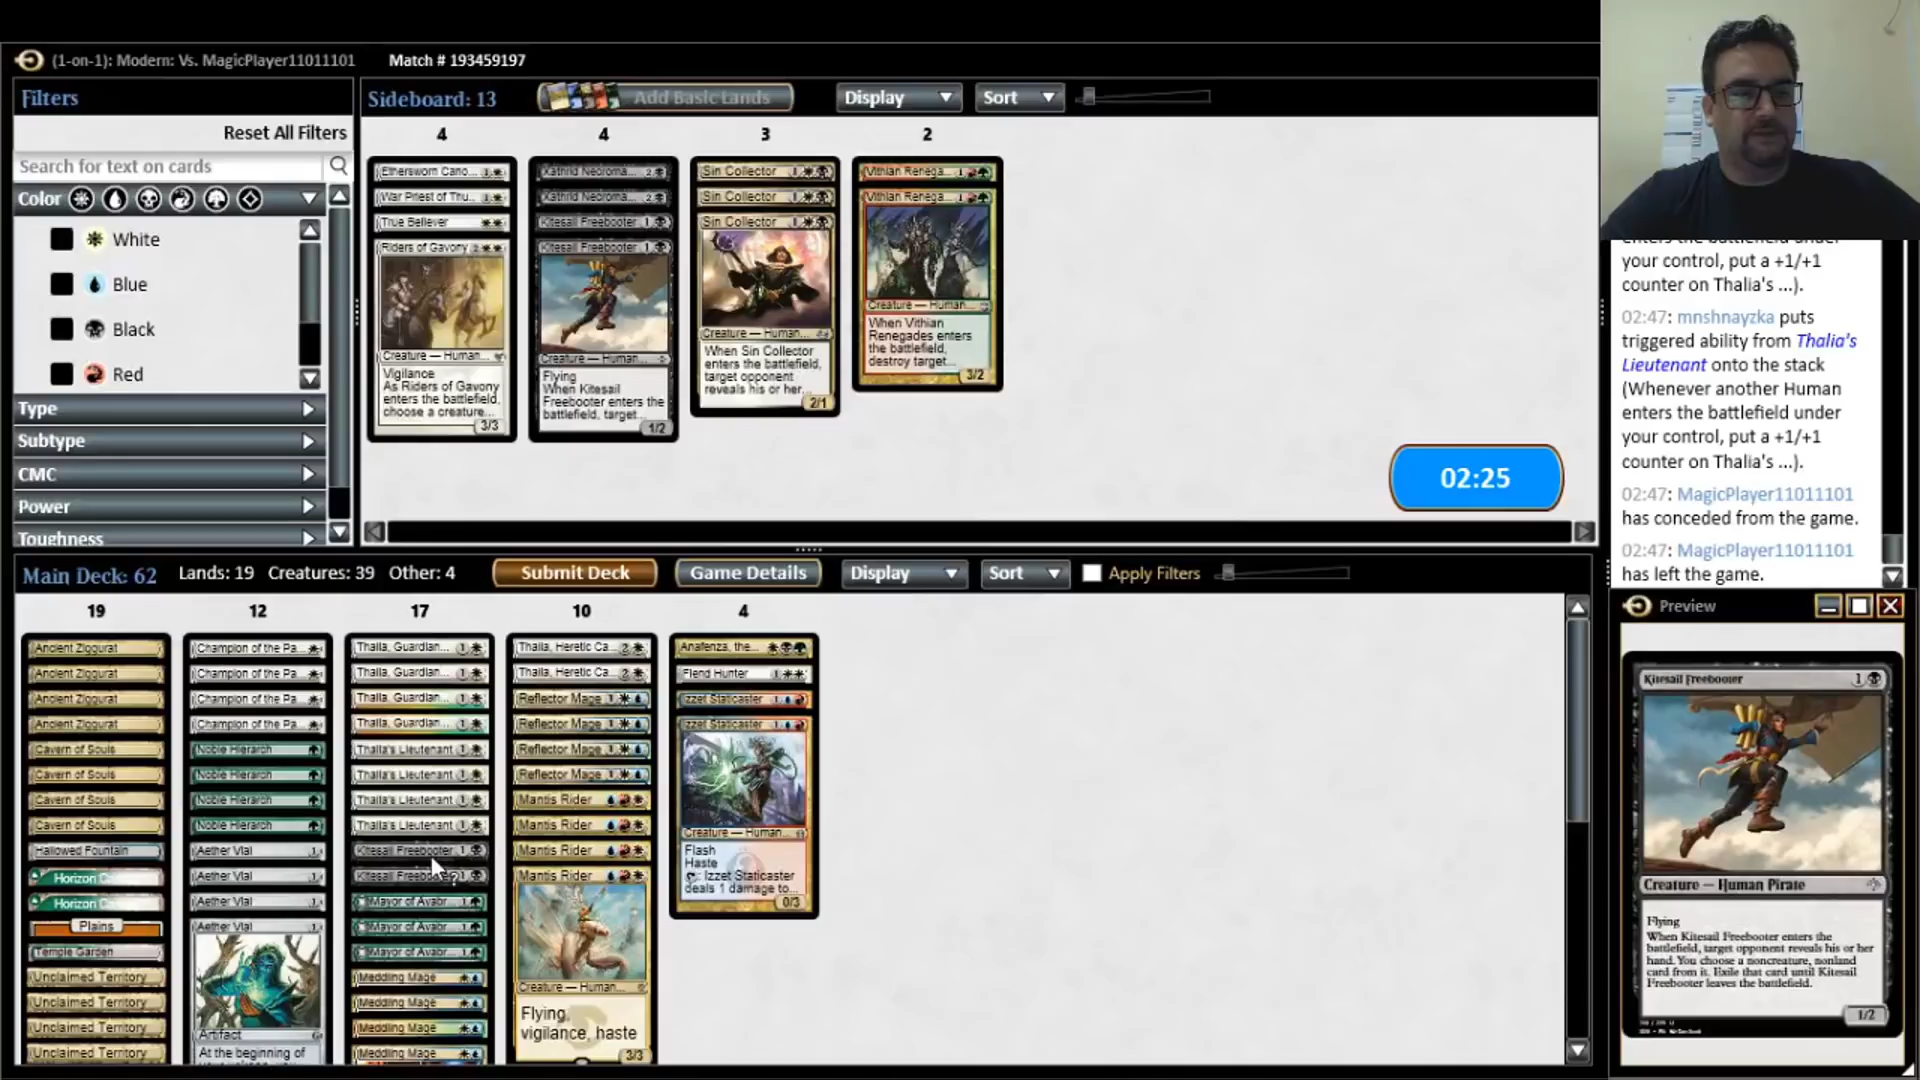 (1-on-1): Modern: Vs. MagicPlayer11011101 Match # 193459197
Filters
Reset All Filters
Search for text on cards
Color
White
Blue
Black
Red
Type
Subtype
CMC
Power
Toughness
Sideboard: 13 Add Basic Lands Display Sort
4 4 3 2
Ethersworn Cano...
War Priest of Thu...
True Believer
Riders of Gavony
Creature — Human...
Vigilance
As Riders of Gavony
enters the battlefield,
choose a creature...
3/3
Xathrid Necroma...
Xathrid Necroma...
Kitesail Freebooter
Kitesail Freebooter
Creature — Human...
Flying
When Kitesail
Freebooter enters the
battlefield, target...
1/2
Sin Collector
Sin Collector
Sin Collector
Creature — Human...
When Sin Collector
enters the battlefield,
target opponent
reveals his or her...
2/1
Vithian Renega...
Vithian Renega...
Creature — Human...
When Vithian
Renegades enters
the battlefield,
destroy target...
3/2
02:25
Main Deck: 62 Lands: 19 Creatures: 39 Other: 4 Submit Deck Game Details Display Sort Apply Filters
19 12 17 10 4
Ancient Ziggurat
Ancient Ziggurat
Ancient Ziggurat
Ancient Ziggurat
Cavern of Souls
Cavern of Souls
Cavern of Souls
Cavern of Souls
Hallowed Fountain
Horizon Ca
Horizon Ca
Plains
Temple Garden
Unclaimed Territory
Unclaimed Territory
Unclaimed Territory
Unclaimed Territory
Champion of the Pa...
Champion of the Pa...
Champion of the Pa...
Champion of the Pa...
Noble Hierarch
Noble Hierarch
Noble Hierarch
Noble Hierarch
Aether Vial
Aether Vial
Aether Vial
Aether Vial
Artifact
At the beginning of
Thalia, Guardian...
Thalia, Guardian...
Thalia, Guardian...
Thalia, Guardian...
Thalia's Lieutenant
Thalia's Lieutenant
Thalia's Lieutenant
Thalia's Lieutenant
Kitesail Freebooter
Kitesail Freebooter
Mayor of Avabr...
Mayor of Avabr...
Mayor of Avabr...
Meddling Mage
Meddling Mage
Meddling Mage
Meddling Mage
Thalia, Heretic Ca...
Thalia, Heretic Ca...
Reflector Mage
Reflector Mage
Reflector Mage
Reflector Mage
Mantis Rider
Mantis Rider
Mantis Rider
Mantis Rider
Creature — Human...
Flying,
vigilance, haste
3/3
Anafenza, the...
Fiend Hunter
Izzet Staticaster
Izzet Staticaster
Creature — Human...
Flash
Haste
: Izzet Staticaster
deals 1 damage to...
0/3
enters the battlefield under
your control, put a +1/+1
counter on Thalia's ...).
02:47: mnshnayzka puts
triggered ability from Thalia's
Lieutenant onto the stack
(Whenever another Human
enters the battlefield under
your control, put a +1/+1
counter on Thalia's ...).
02:47: MagicPlayer11011101
has conceded from the game.
02:47: MagicPlayer11011101
has left the game.
Preview
Kitesail Freebooter 1
Creature — Human Pirate
Flying
When Kitesail Freebooter enters the
battlefield, target opponent reveals his or her
hand. You choose a noncreature, nonland
card from it. Exile that card until Kitesail
Freebooter leaves the battlefield.
1/2